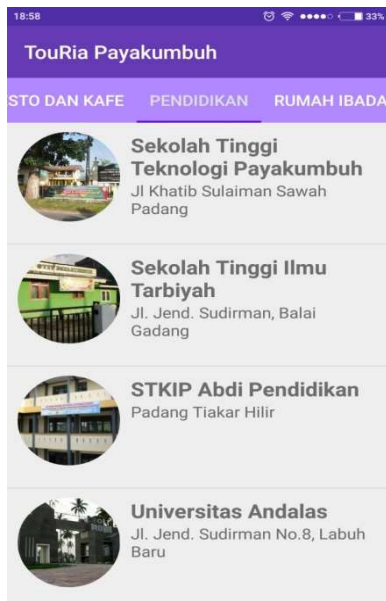 18:58
33%
TouRia Payakumbuh
STO DAN KAFE PENDIDIKAN RUMAH IBADA
Sekolah Tinggi
Teknologi Payakumbuh
Jl Khatib Sulaiman Sawah
Padang
Sekolah Tinggi Ilmu
Tarbiyah
Jl. Jend. Sudirman, Balai
Gadang
STKIP Abdi Pendidikan
Padang Tiakar Hilir
Universitas Andalas
Jl. Jend. Sudirman No.8, Labuh
Baru